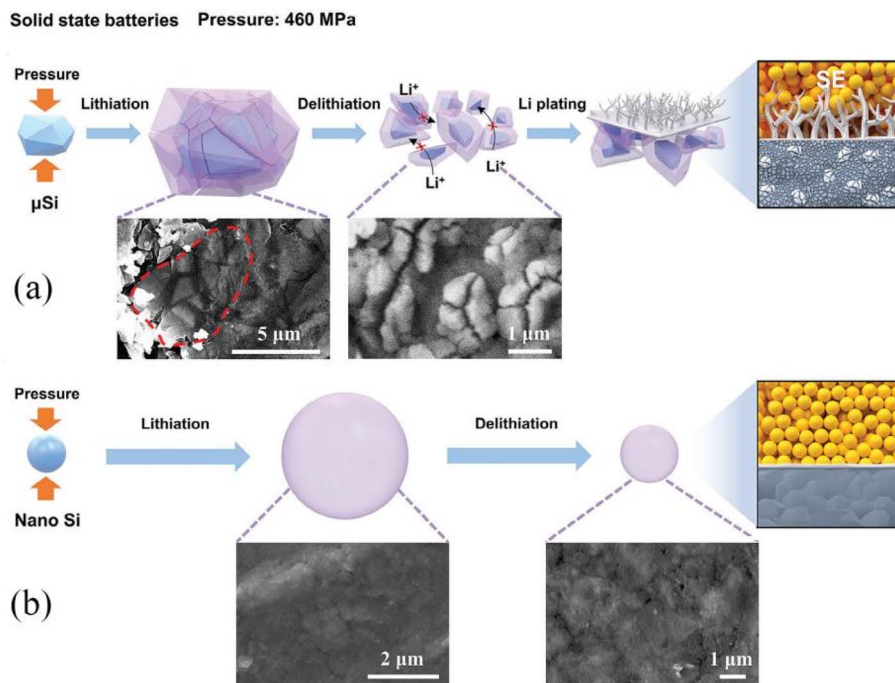 Solid state batteries Pressure: 460 MPa
Pressure
µSi
Lithiation
Delithiation
Li⁺
Li⁺
Li⁺
Li plating
SE
5 µm
1 µm
(a)
Pressure
Nano Si
Lithiation
Delithiation
2 µm
1 µm
(b)